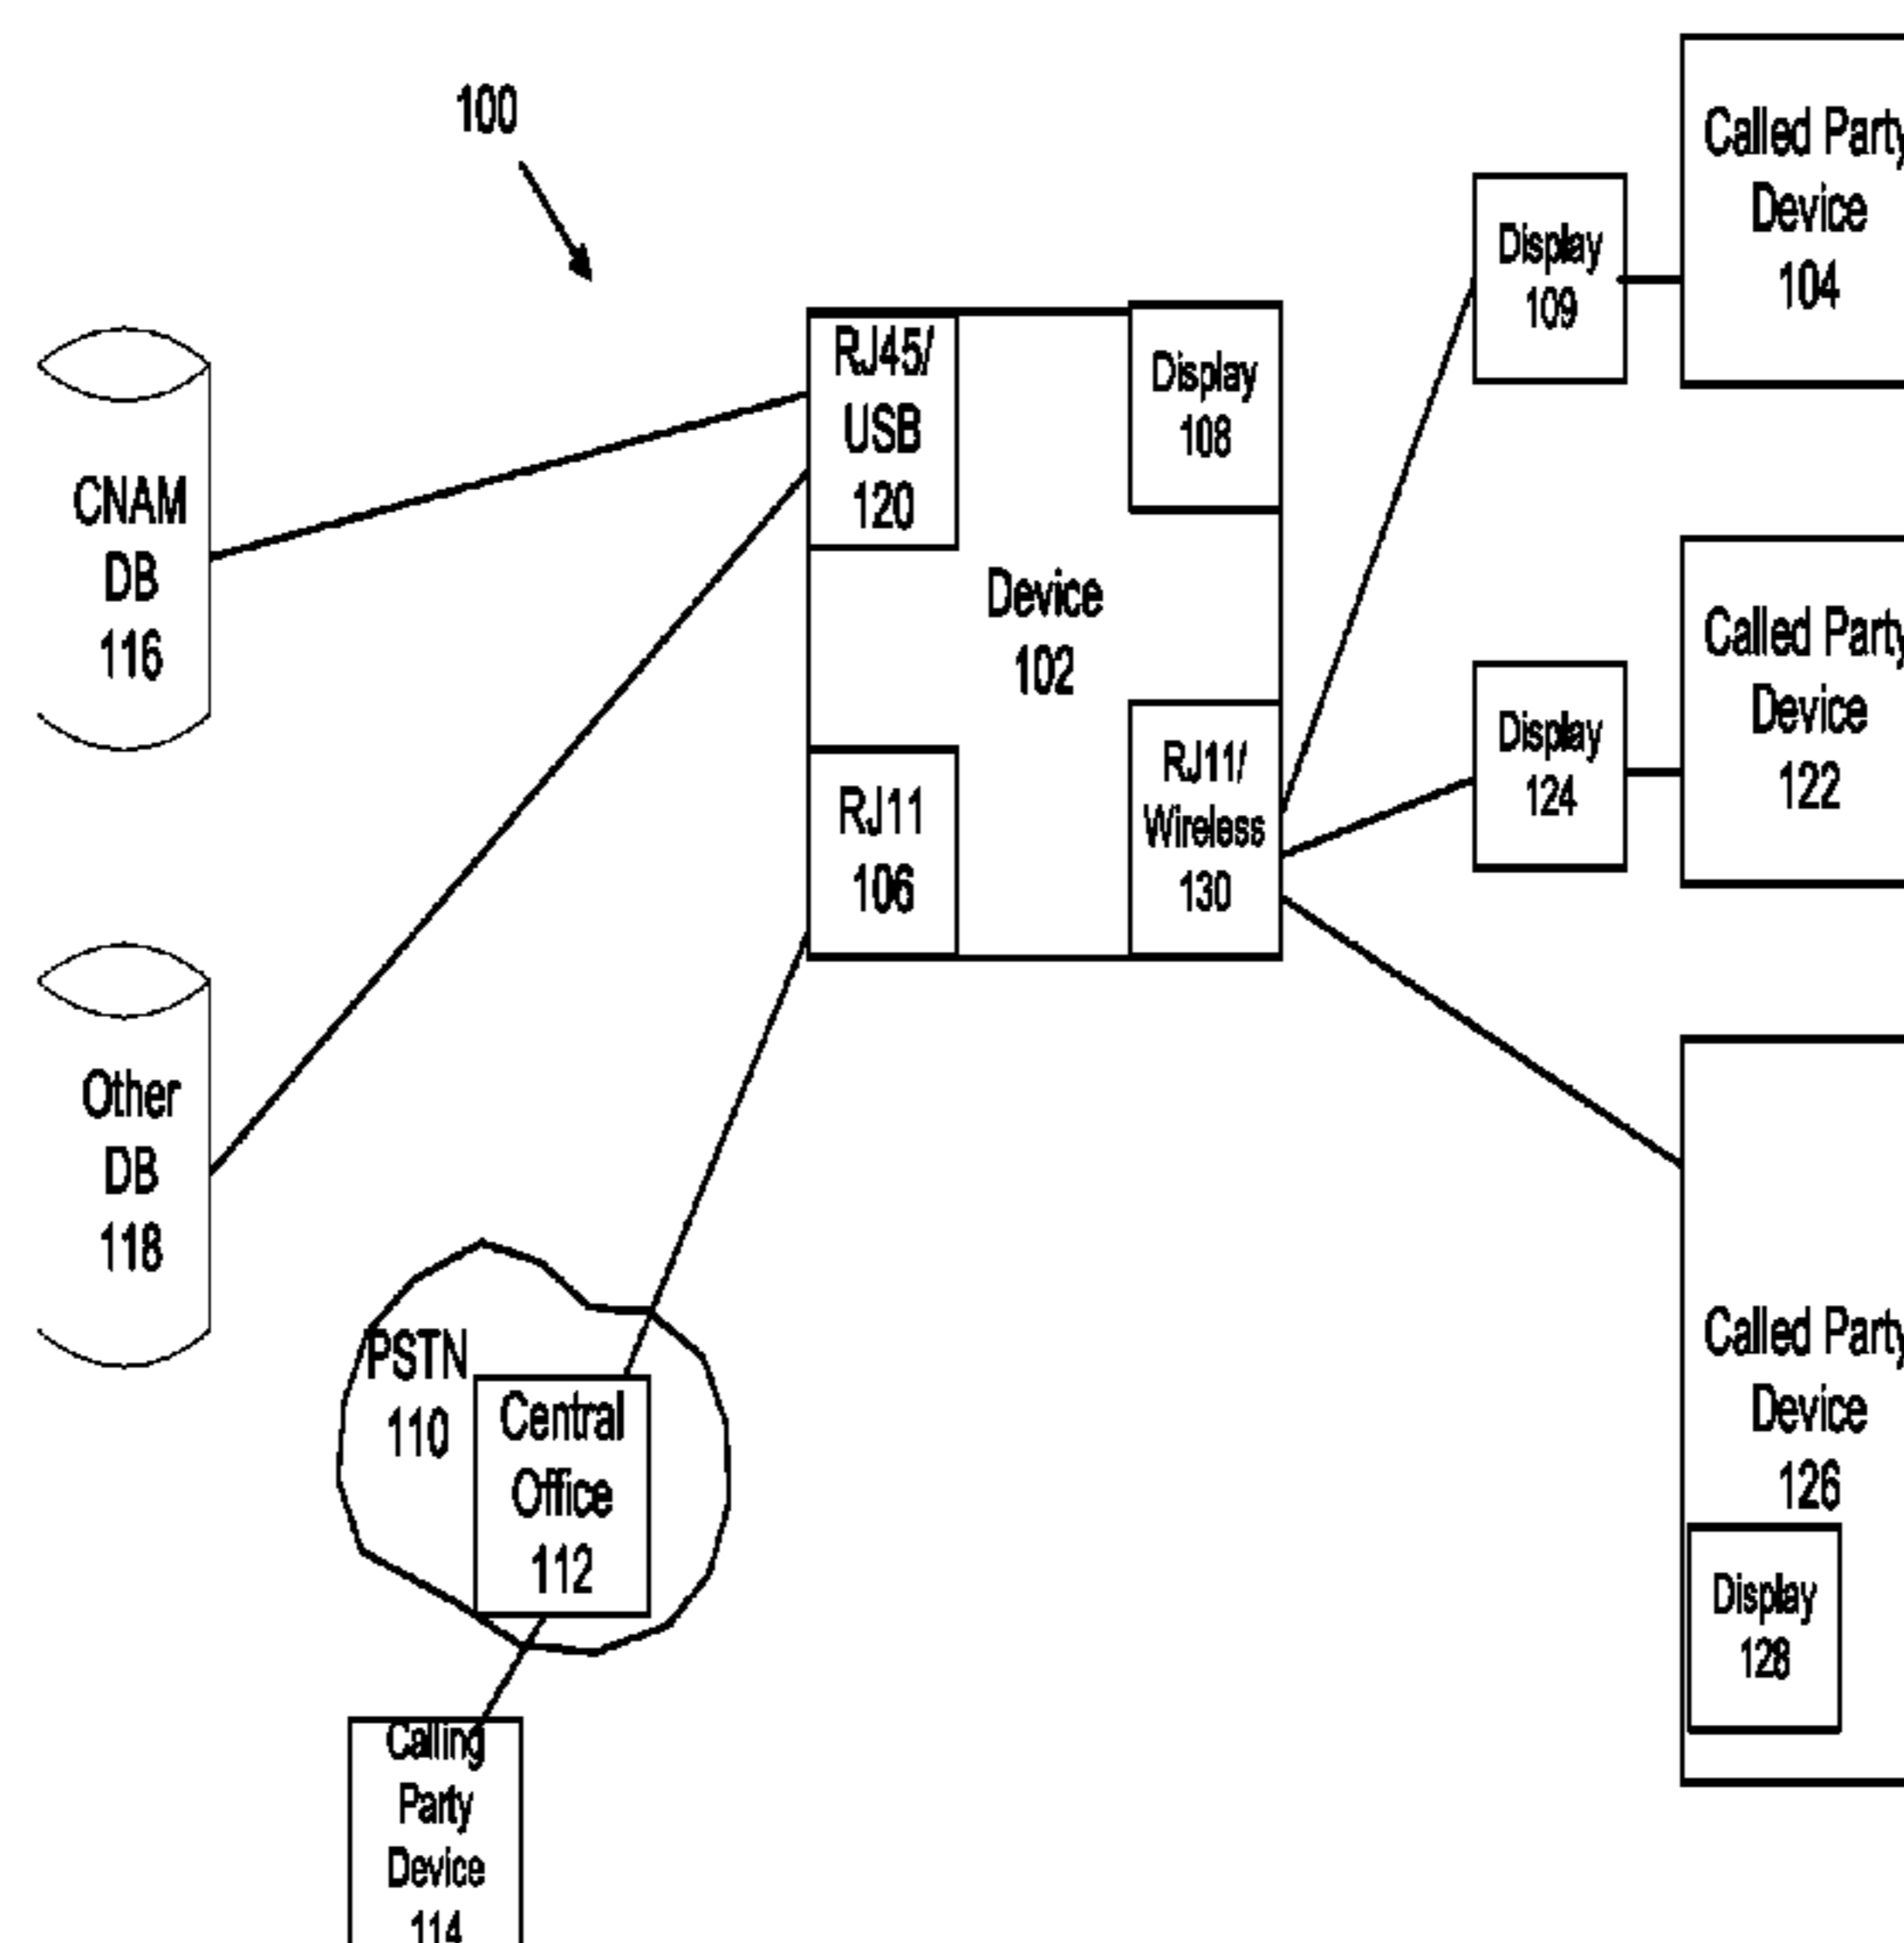 100
CNAM
DB
116
Other
DB
118
PSTN
110
Central
Office
112
Calling
Party
Device
114
RJ45/
USB
120
Display
108
Device
102
RJ11
106
RJ11/
Wireless
130
Display
109
Called Party
Device
104
Display
124
Called Party
Device
122
Called Party
Device
126
Display
128